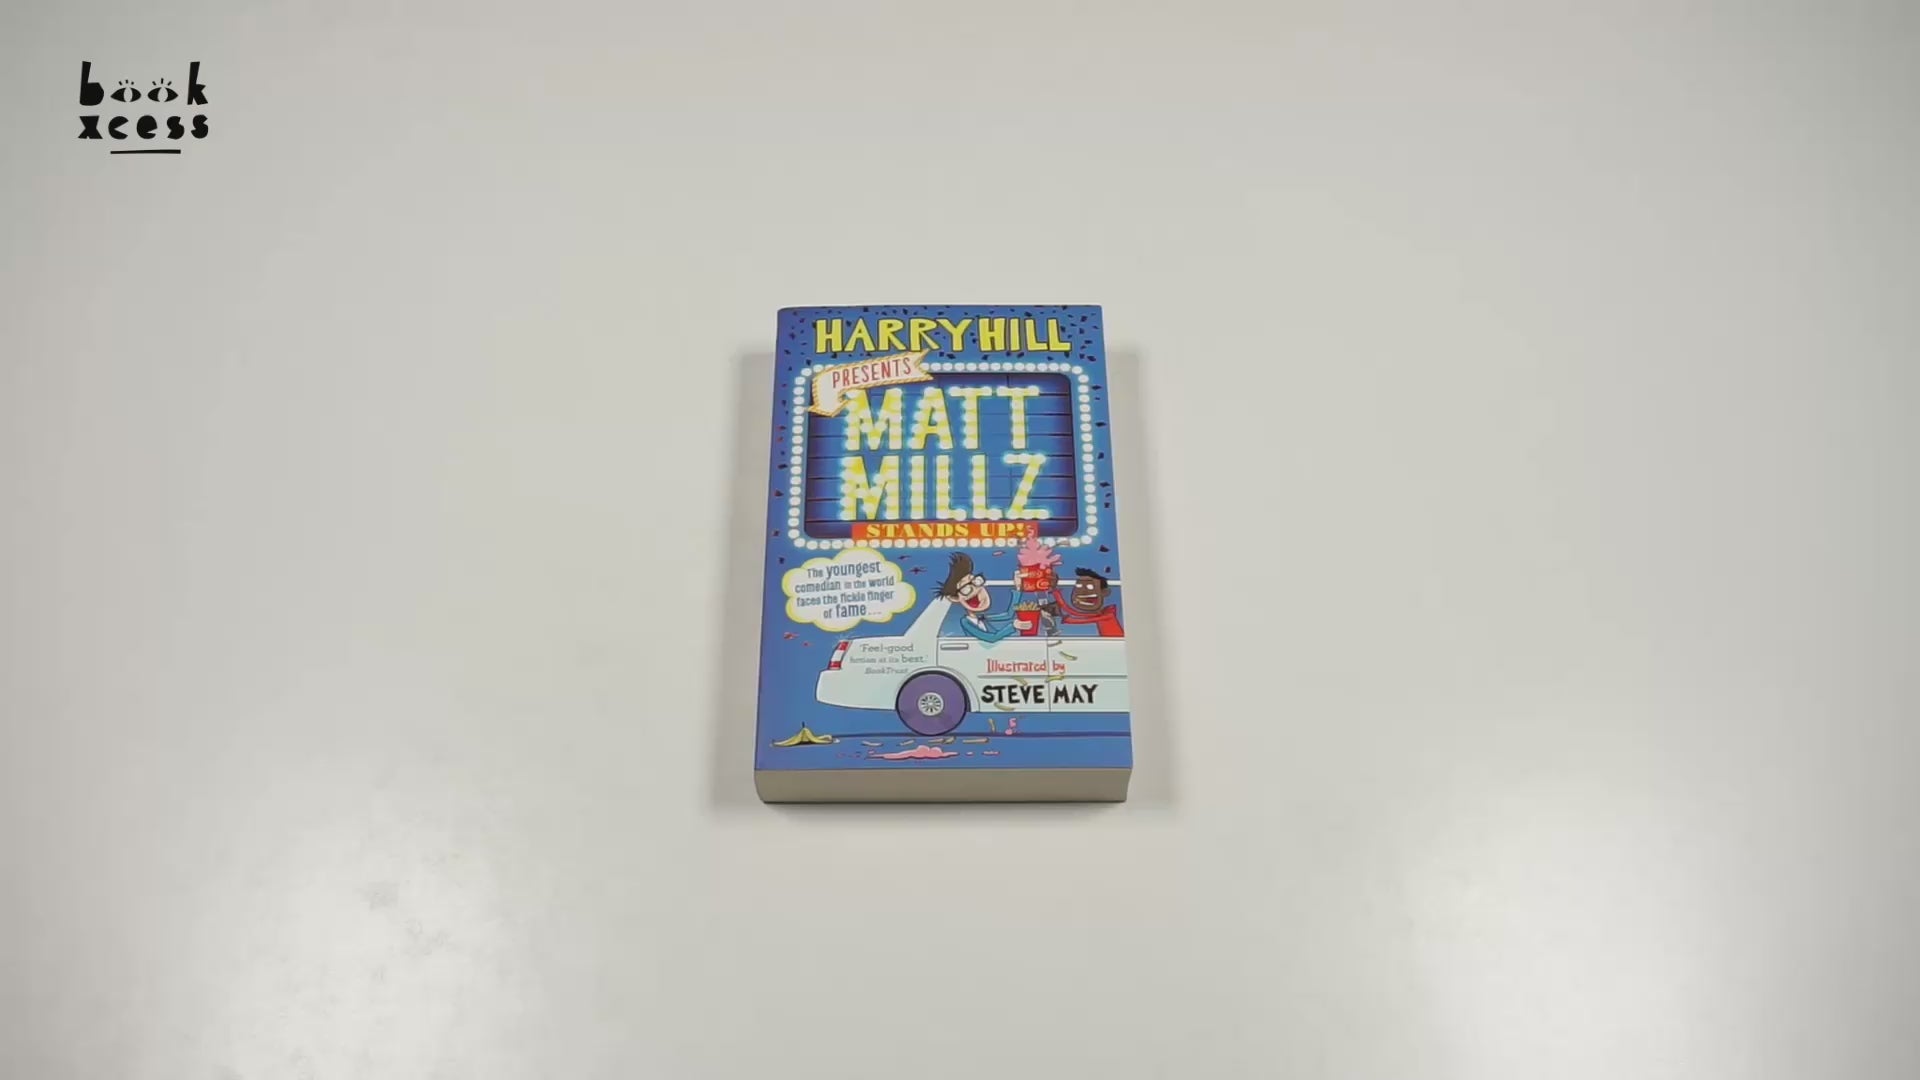 book
xcess
HARRY HILL
PRESENTS
MATT
MILLZ
STANDS UP!
The youngest
comedian in the world
faces the fickle finger
of fame...
'Feel-good
fiction at its best.'
BookTrust
Illustrated by
STEVE MAY